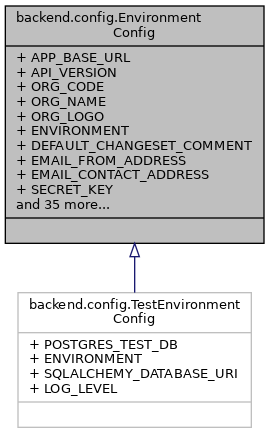 backend.config.Environment
Config
+ APP_BASE_URL
+ API_VERSION
+ ORG_CODE
+ ORG_NAME
+ ORG_LOGO
+ ENVIRONMENT
+ DEFAULT_CHANGESET_COMMENT
+ EMAIL_FROM_ADDRESS
+ EMAIL_CONTACT_ADDRESS
+ SECRET_KEY
and 35 more...
backend.config.TestEnvironment
Config
+ POSTGRES_TEST_DB
+ ENVIRONMENT
+ SQLALCHEMY_DATABASE_URI
+ LOG_LEVEL